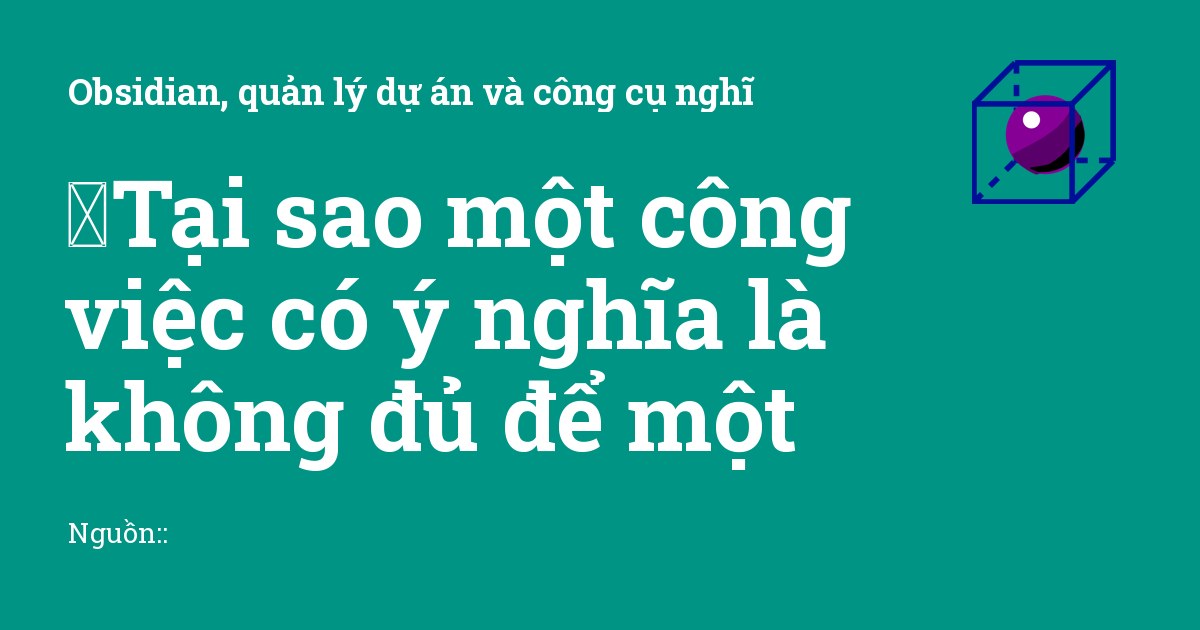 Obsidian, quản lý dự án và công cụ nghĩ
Tại sao một công
việc có ý nghĩa là
không đủ để một
Nguồn::